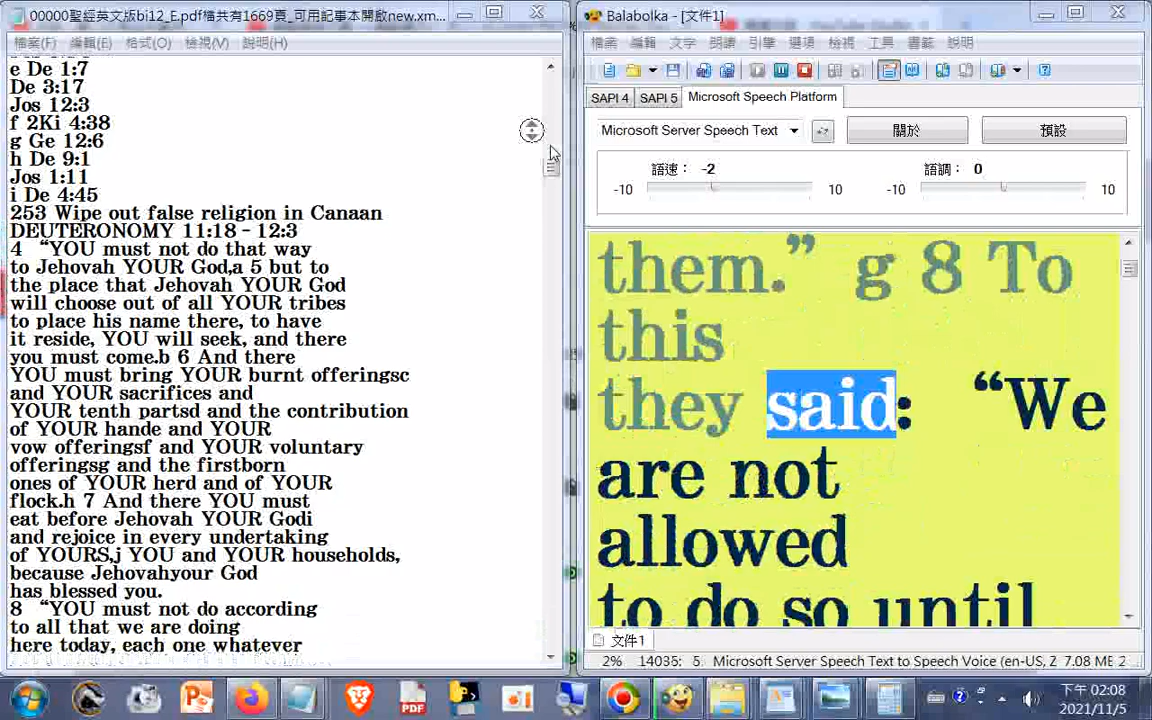 00000聖經英文版bi12_E.pdf檔共有1669頁_可用記事本開啟new.xm...
檔案(F) 編輯(E) 格式(O) 檢視(V) 說明(H)
e De 1:7
De 3:17
Jos 12:3
f 2Ki 4:38
g Ge 12:6
h De 9:1
Jos 1:11
i De 4:45
253 Wipe out false religion in Canaan
DEUTERONOMY 11:18–12:3
4 “YOU must not do that way
to Jehovah YOUR God,a 5 but to
the place that Jehovah YOUR God
will choose out of all YOUR tribes
to place his name there, to have
it reside, YOU will seek, and there
you must come.b 6 And there
YOU must bring YOUR burnt offeringsc
and YOUR sacrifices and
YOUR tenth partsd and the contribution
of YOUR hande and YOUR
vow offeringsf and YOUR voluntary
offeringsg and the firstborn
ones of YOUR herd and of YOUR
flock.h 7 And there YOU must
eat before Jehovah YOUR Godi
and rejoice in every undertaking
of YOURS,j YOU and YOUR households,
because Jehovahyour God
has blessed you.
8 “YOU must not do according
to all that we are doing
here today, each one whatever
Balabolka - [文件1]
檔案 編輯 文字 朗讀 引擎 選項 檢視 工具 書籤 說明
SAPI 4 SAPI 5 Microsoft Speech Platform
Microsoft Server Speech Text 關於 預設
語速： -2 語調： 0
-10 10 -10 10
them.” g 8 To
this
they said: “We
are not
allowed
to do so until
文件1
2% 14035: 5. Microsoft Server Speech Text to Speech Voice (en-US, Z 7.08 ME 2
下午 02:08
2021/11/5